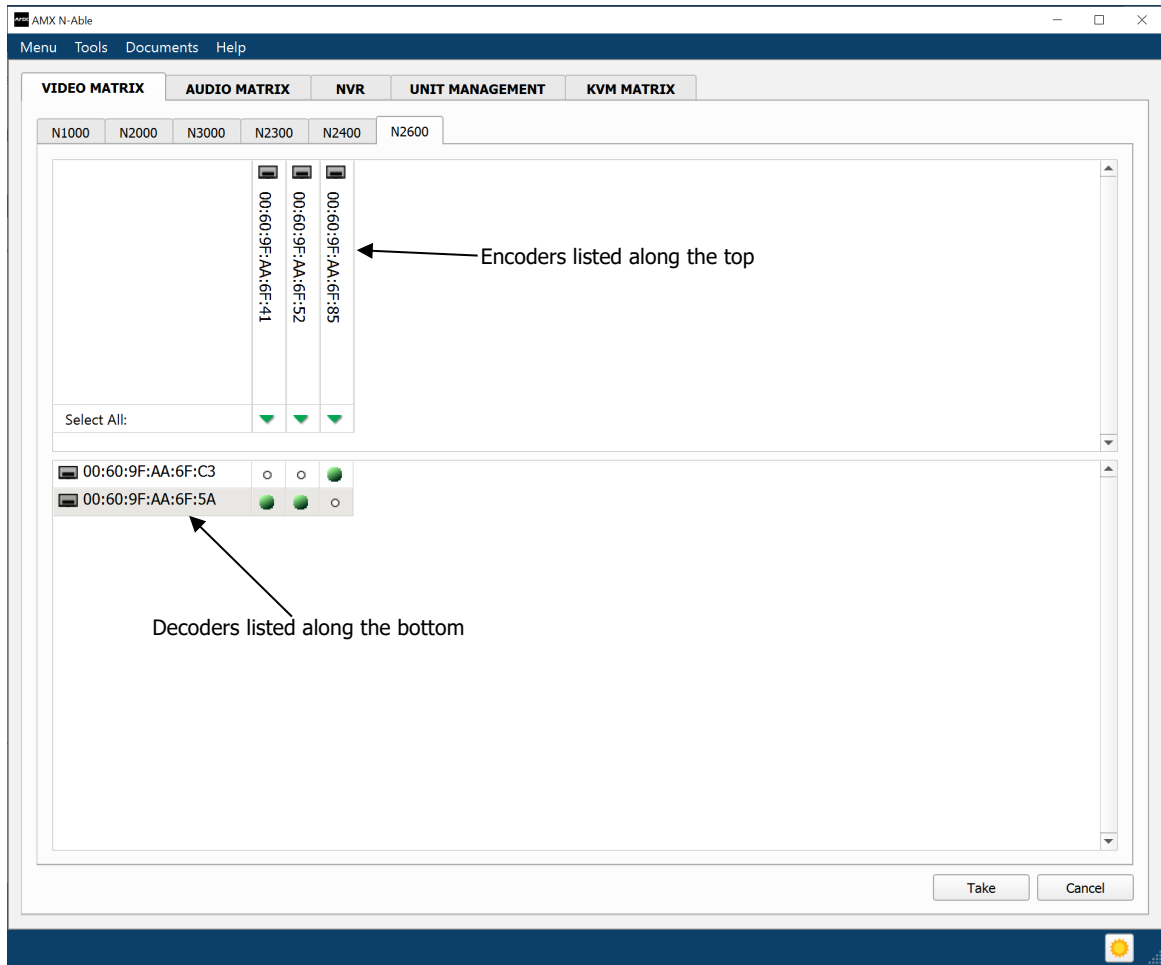 AMX AMX N-Able
Menu Tools Documents Help
VIDEO MATRIX AUDIO MATRIX NVR UNIT MANAGEMENT KVM MATRIX
N1000 N2000 N3000 N2300 N2400 N2600
00:60:9F:AA:6F:41
00:60:9F:AA:6F:52
00:60:9F:AA:6F:85
Encoders listed along the top
Select All:
00:60:9F:AA:6F:C3
00:60:9F:AA:6F:5A
Decoders listed along the bottom
Take Cancel